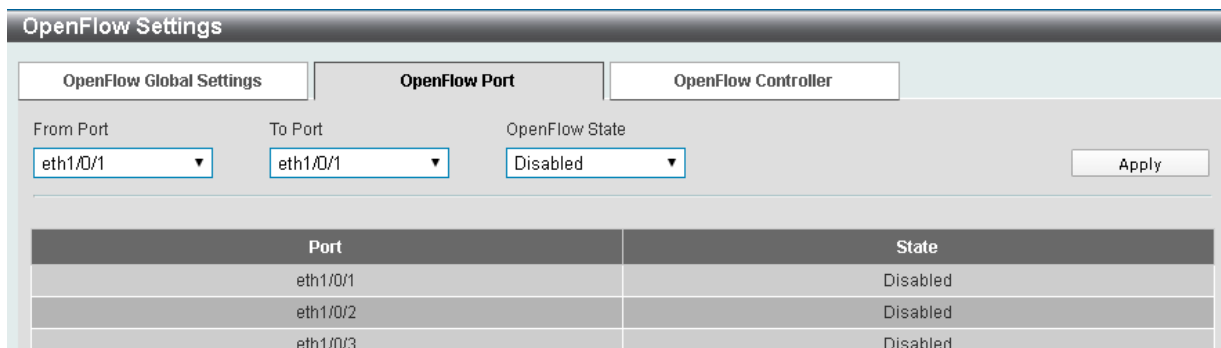 OpenFlow Settings
OpenFlow Global Settings OpenFlow Port OpenFlow Controller
From Port To Port OpenFlow State
eth1/0/1 eth1/0/1 Disabled Apply
Port State
eth1/0/1 Disabled
eth1/0/2 Disabled
eth1/0/3 Disabled